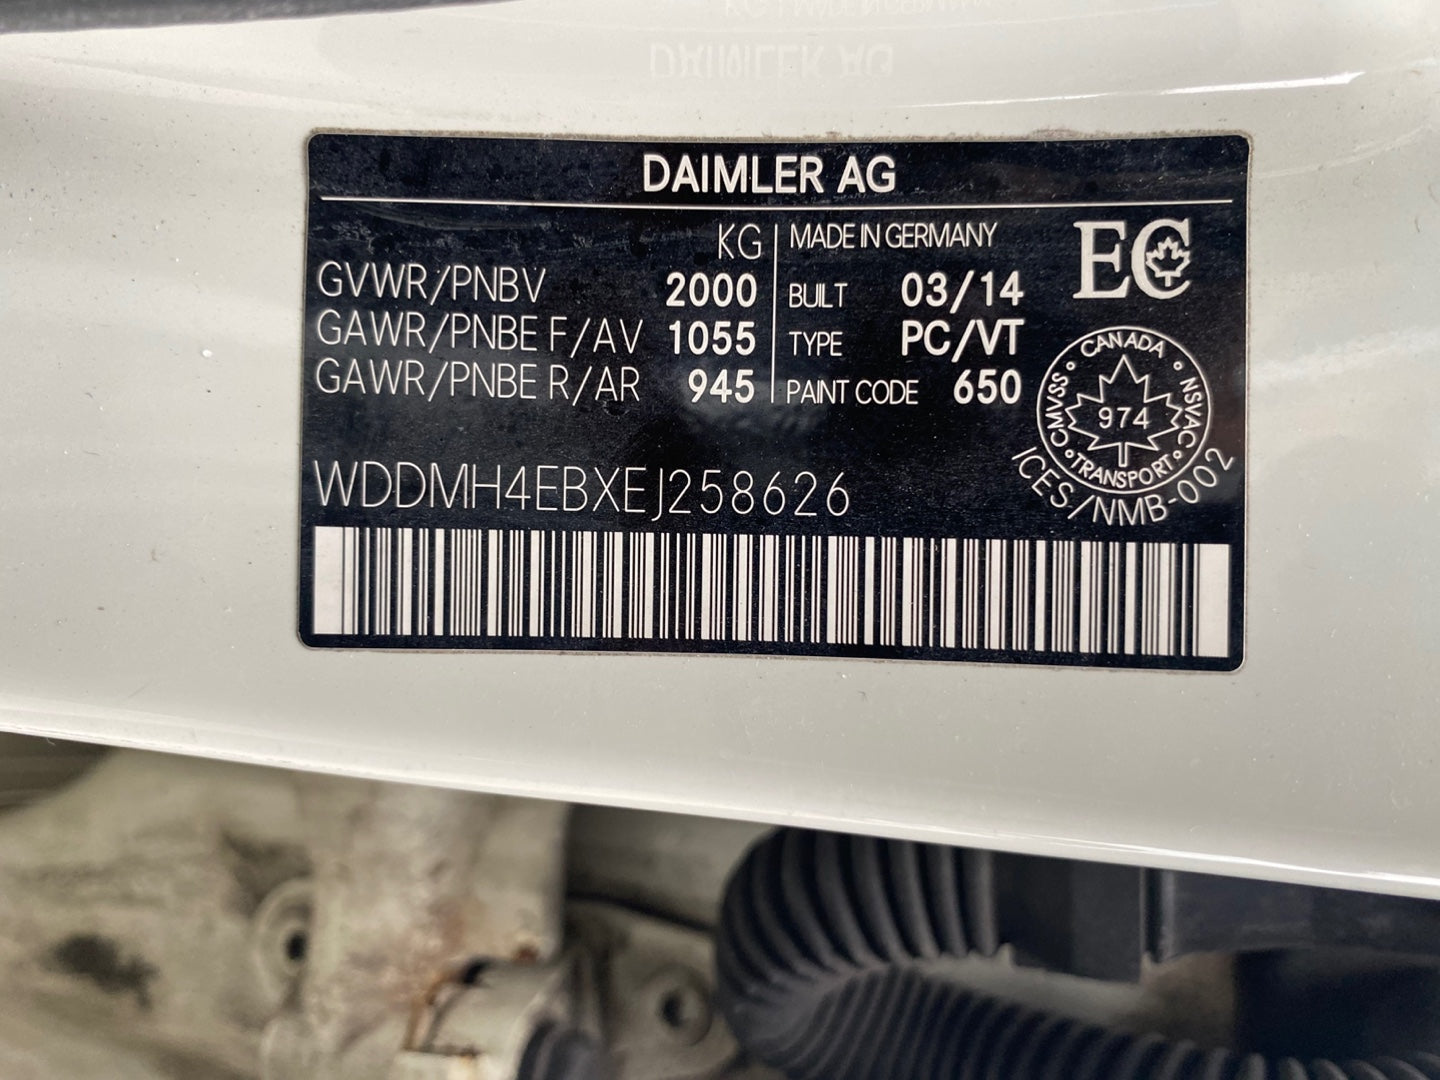 DAIMLER AG
KG
GVWR/PNBV 2000
GAWR/PNBE F/AV 1055
GAWR/PNBE R/AR 945
MADE IN GERMANY
BUILT 03/14
TYPE PC/VT
PAINT CODE 650
EC
CANADA
CMVSS 974 NSVAC
TRANSPORT
ICES/NMB-002
WDDMH4EBXEJ258626